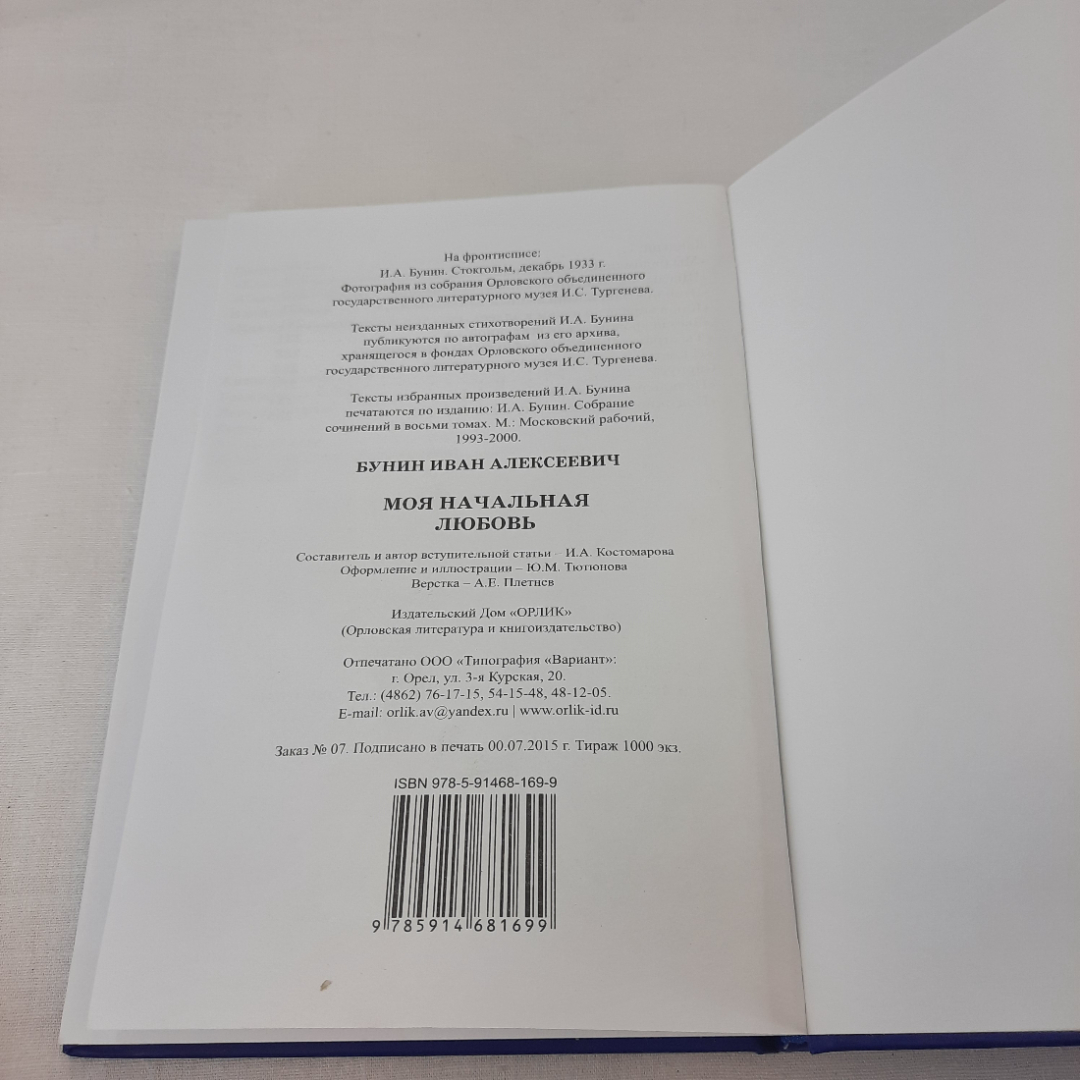 На фронтисписе:
И.А. Бунин. Стокгольм, декабрь 1933 г.
Фотография из собрания Орловского объединенного
государственного литературного музея И.С. Тургенева.
Тексты неизданных стихотворений И.А. Бунина
публикуются по автографам из его архива,
хранящегося в фондах Орловского объединенного
государственного литературного музея И.С. Тургенева.
Тексты избранных произведений И.А. Бунина
печатаются по изданию: И.А. Бунин. Собрание
сочинений в восьми томах. М.: Московский рабочий,
1993-2000.
БУНИН ИВАН АЛЕКСЕЕВИЧ
МОЯ НАЧАЛЬНАЯ
ЛЮБОВЬ
Составитель и автор вступительной статьи – И.А. Костомарова
Оформление и иллюстрации – Ю.М. Тютюнова
Верстка – А.Е. Плетнев
Издательский Дом «ОРЛИК»
(Орловская литература и книгоиздательство)
Отпечатано ООО «Типография «Вариант»:
г. Орел, ул. 3-я Курская, 20.
Тел.: (4862) 76-17-15, 54-15-48, 48-12-05.
E-mail: orlik.av@yandex.ru | www.orlik-id.ru
Заказ № 07. Подписано в печать 00.07.2015 г. Тираж 1000 экз.
ISBN 978-5-91468-169-9
9 785914 681699